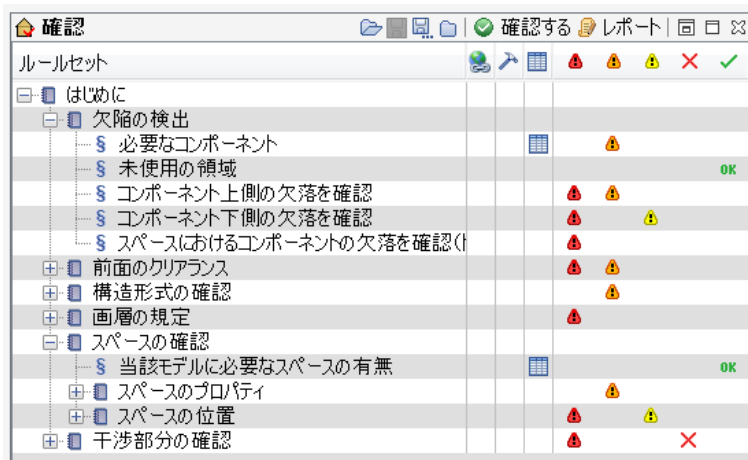 確認 確認する レポート
ルールセット
はじめに
欠陥の検出
§ 必要なコンポーネント
§ 未使用の領域 OK
§ コンポーネント上側の欠落を確認
§ コンポーネント下側の欠落を確認
§ スペースにおけるコンポーネントの欠落を確認(
前面のクリアランス
構造形式の確認
画層の規定
スペースの確認
§ 当該モデルに必要なスペースの有無 OK
スペースのプロパティ
スペースの位置
干渉部分の確認